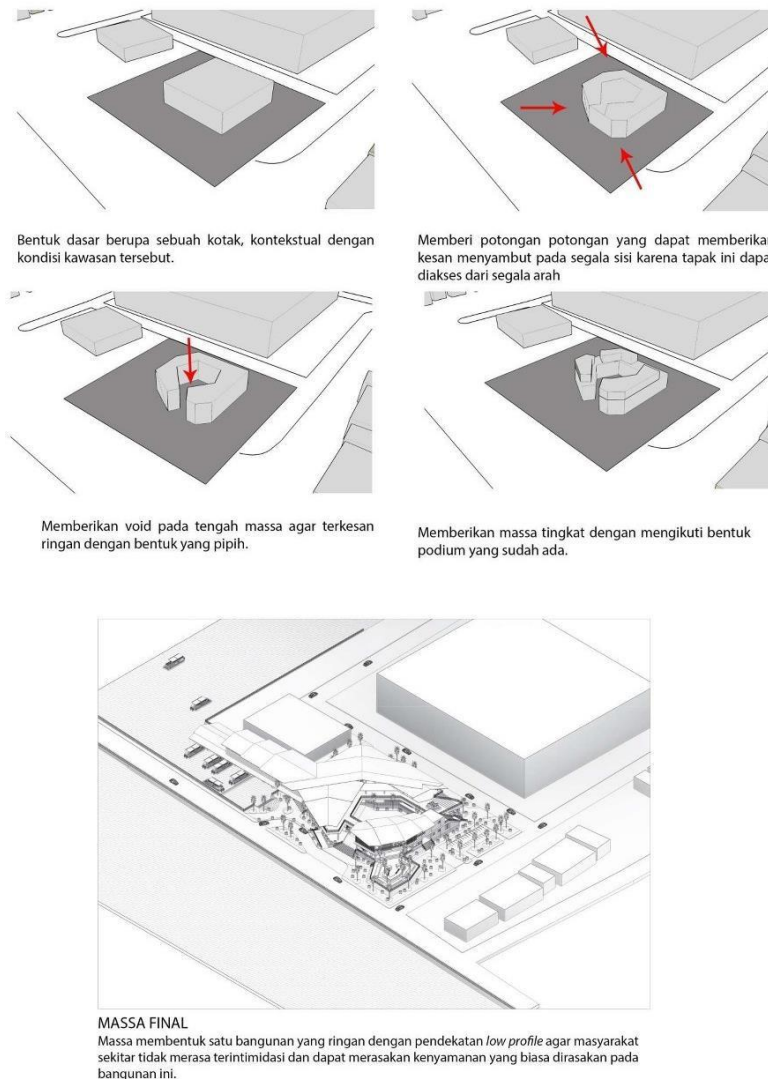 Bentuk dasar berupa sebuah kotak, kontekstual dengan
kondisi kawasan tersebut.
Memberi potongan potongan yang dapat memberikan
kesan menyambut pada segala sisi karena tapak ini dapa
diakses dari segala arah
Memberikan void pada tengah massa agar terkesan
ringan dengan bentuk yang pipih.
Memberikan massa tingkat dengan mengikuti bentuk
podium yang sudah ada.
MASSA FINAL
Massa membentuk satu bangunan yang ringan dengan pendekatan low profile agar masyarakat
sekitar tidak merasa terintimidasi dan dapat merasakan kenyamanan yang biasa dirasakan pada
bangunan ini.